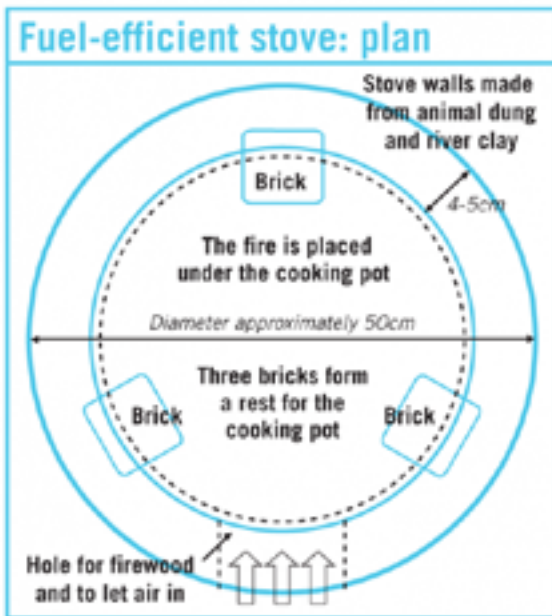 Fuel-efficient stove: plan
Stove walls made
from animal dung
and river clay
Brick
4-5cm
The fire is placed
under the cooking pot
Diameter approximately 50cm
Three bricks form
a rest for the
cooking pot
Brick
Brick
Hole for firewood
and to let air in